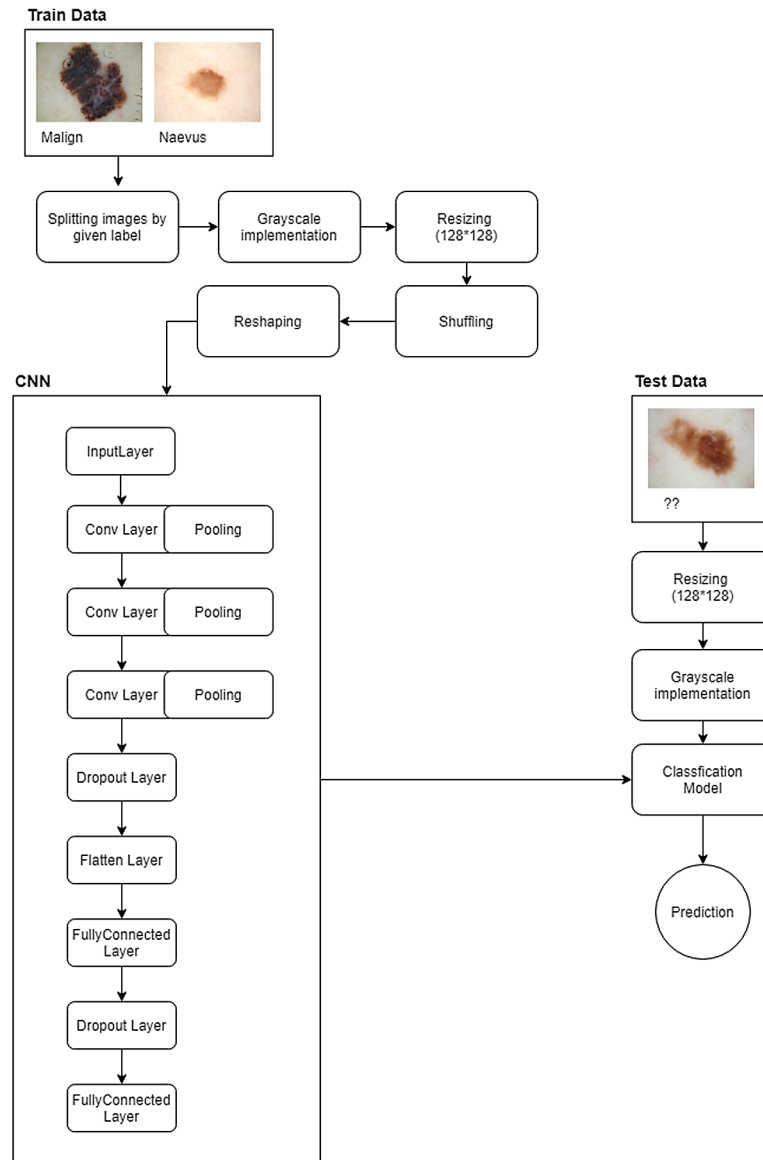 Train Data
Malign
Naevus
Splitting images by
given label
Grayscale
implementation
Resizing
(128*128)
Shuffling
Reshaping
CNN
InputLayer
Conv Layer
Pooling
Conv Layer
Pooling
Conv Layer
Pooling
Dropout Layer
Flatten Layer
FullyConnected
Layer
Dropout Layer
FullyConnected
Layer
Test Data
??
Resizing
(128*128)
Grayscale
implementation
Classfication
Model
Prediction